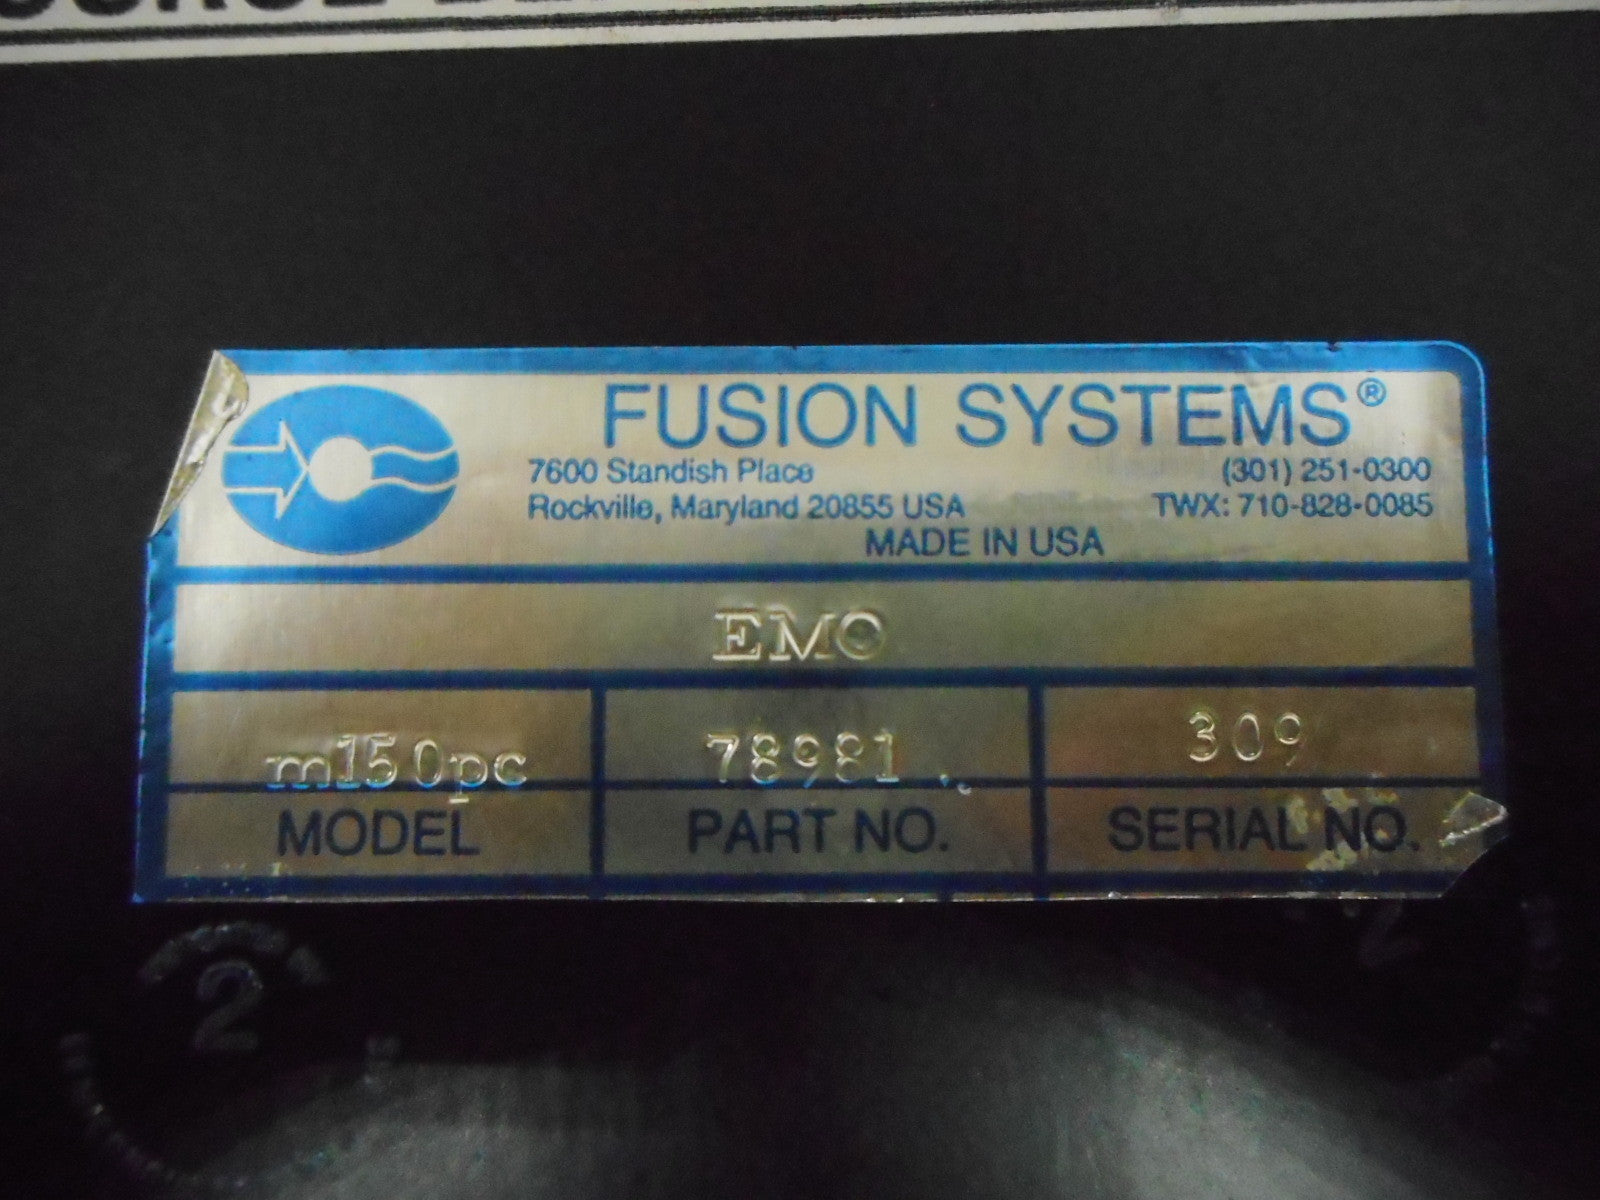 FUSION SYSTEMS®
7600 Standish Place
(301) 251-0300
Rockville, Maryland 20855 USA
TWX: 710-828-0085
MADE IN USA
EMO
m150pc 78981 309
MODEL PART NO. SERIAL NO.
2 2